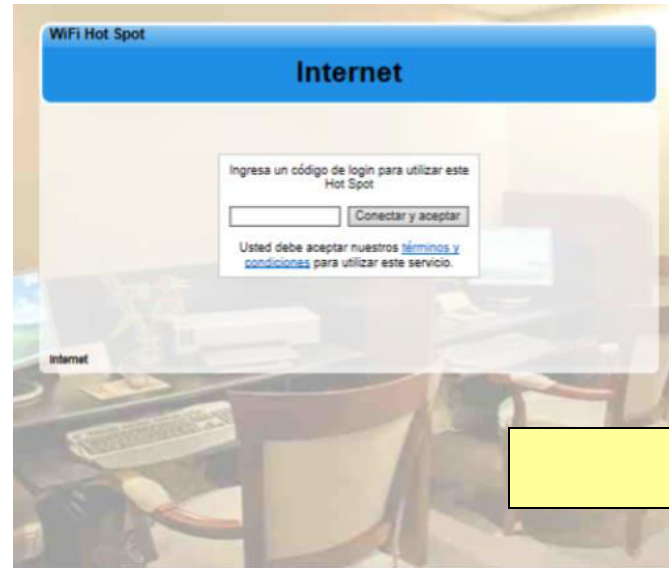 WiFi Hot Spot
Internet
Ingresa un código de login para utilizar este
Hot Spot
Conectar y aceptar
Usted debe aceptar nuestros términos y
condiciones para utilizar este servicio.
Internet